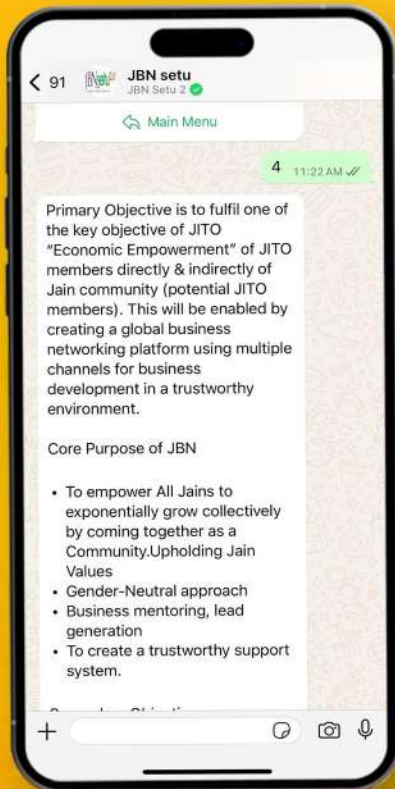 91
JBN setu
JBN Setu 2
Main Menu
4 11:22 AM
Primary Objective is to fulfil one of
the key objective of JITO
"Economic Empowerment" of JITO
members directly & indirectly of
Jain community (potential JITO
members). This will be enabled by
creating a global business
networking platform using multiple
channels for business
development in a trustworthy
environment.
Core Purpose of JBN
• To empower All Jains to
exponentially grow collectively
by coming together as a
Community.Upholding Jain
Values
• Gender-Neutral approach
• Business mentoring, lead
generation
• To create a trustworthy support
system.